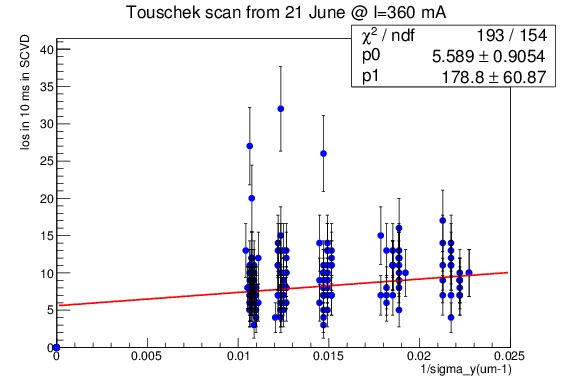 Touschek scan from 21 June @ I=360 mA
χ² / ndf 193 / 154
p0 5.589 ± 0.9054
p1 178.8 ± 60.87
los in 10 ms in SCVD
40
35
30
25
20
15
10
5
0
0 0.005 0.01 0.015 0.02 0.025
1/sigma_y(um-1)